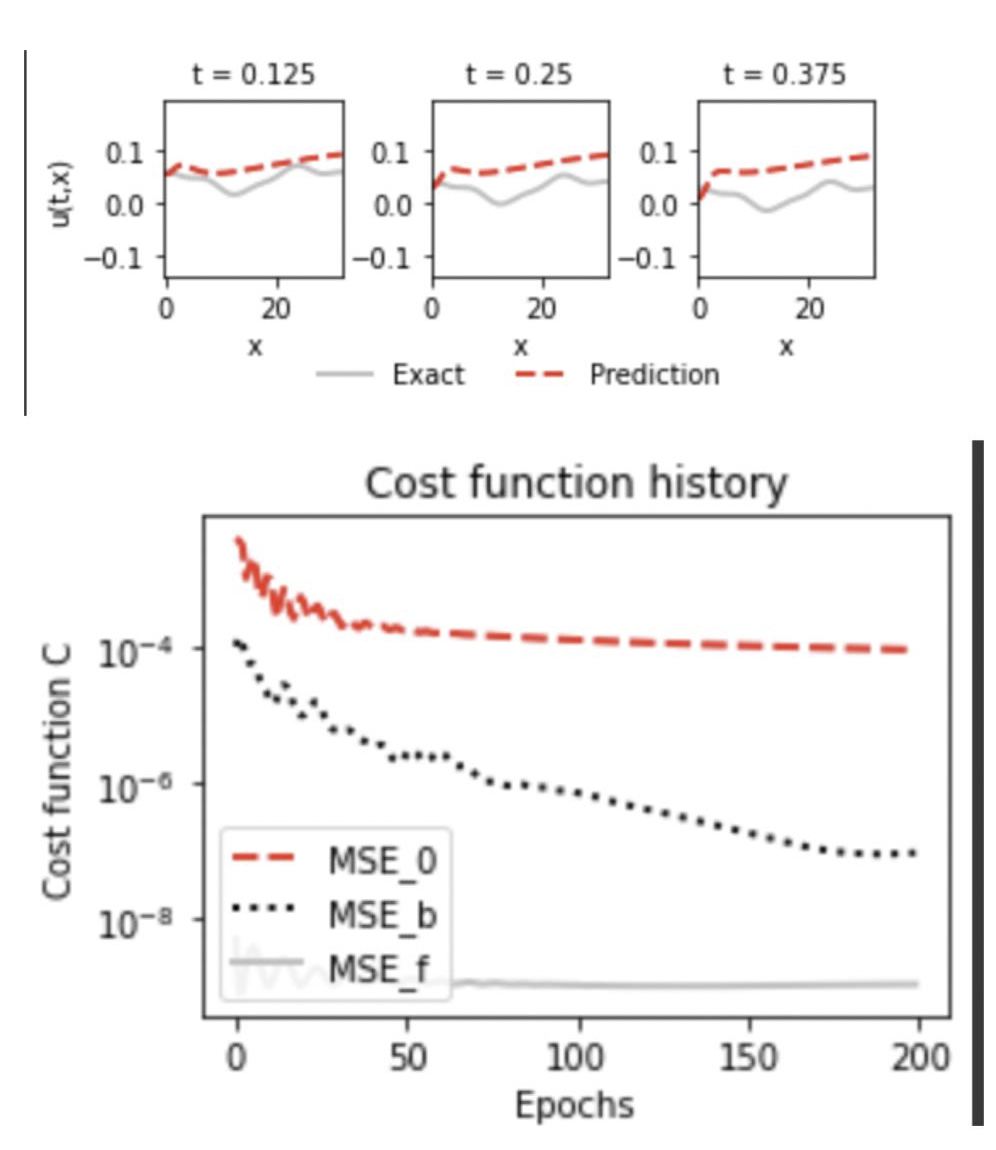 t = 0.125 t = 0.25 t = 0.375
u(t,x)
0.1 0.1 0.1
0.0 0.0 0.0
−0.1 −0.1 −0.1
0 20 0 20 0 20
x x x
Exact Prediction
Cost function history
Cost function C
10⁻⁴
10⁻⁶
10⁻⁸
MSE_0
MSE_b
MSE_f
0 50 100 150 200
Epochs